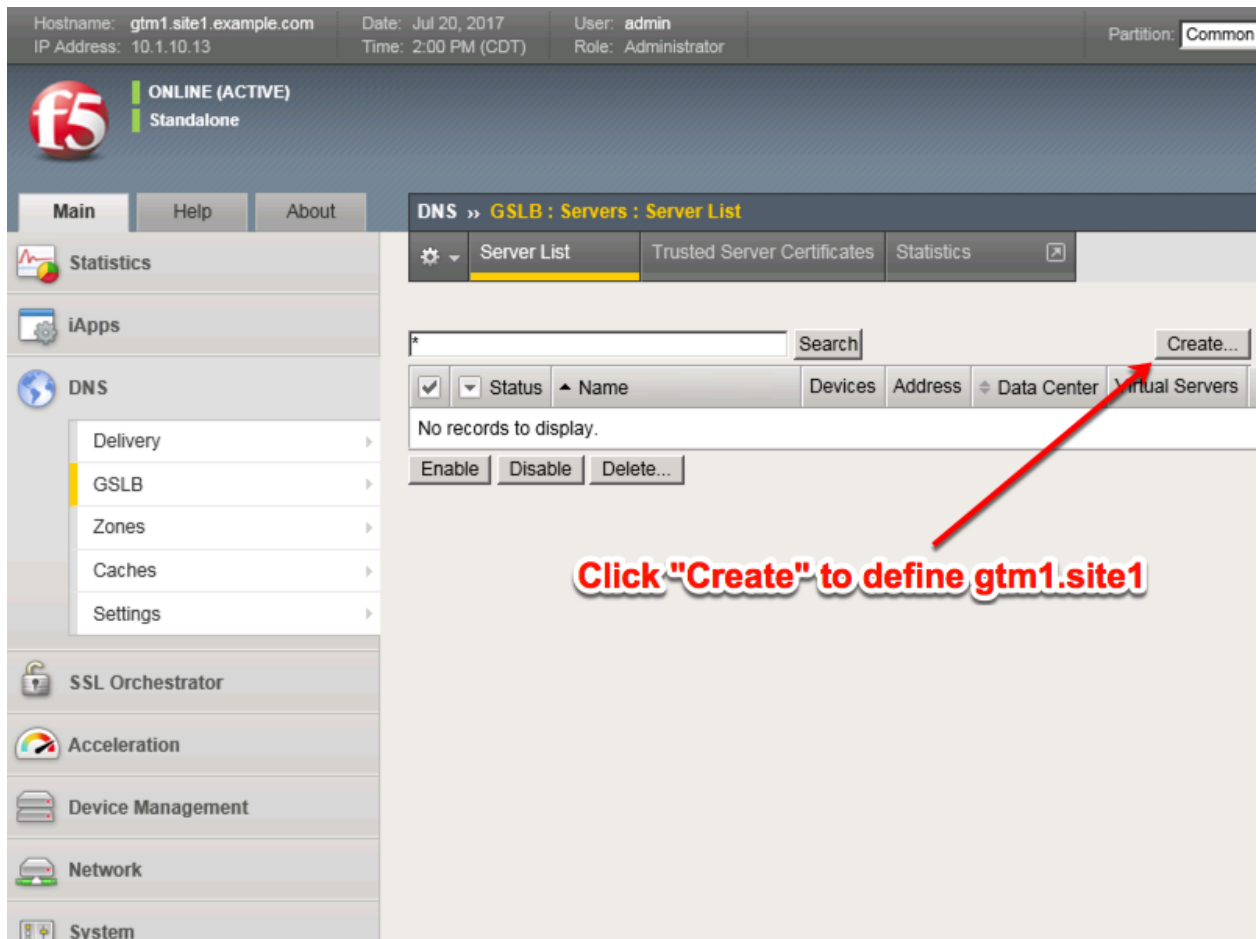 Hostname: gtm1.site1.example.com Date: Jul 20, 2017 User: admin Partition: Common
IP Address: 10.1.10.13 Time: 2:00 PM (CDT) Role: Administrator
f5
ONLINE (ACTIVE)
Standalone
Main Help About
DNS » GSLB : Servers : Server List
Server List Trusted Server Certificates Statistics
Statistics
iApps
* Search Create...
Status Name Devices Address Data Center Virtual Servers
No records to display.
Enable Disable Delete...
DNS
Delivery
GSLB
Zones
Caches
Settings
Click "Create" to define gtm1.site1
SSL Orchestrator
Acceleration
Device Management
Network
System